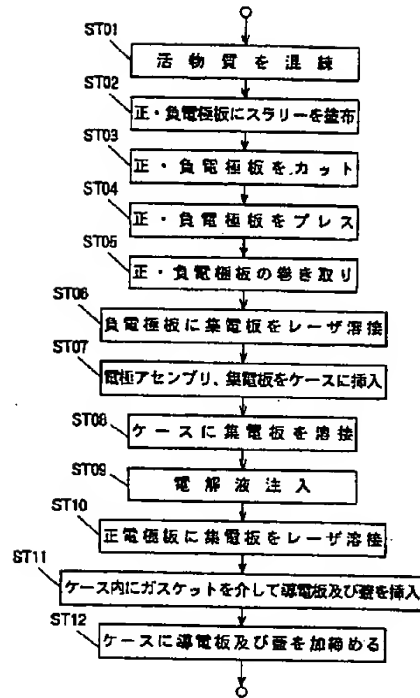 ST01
活物質を混練
ST02
正・負電極板にスラリーを塗布
ST03
正・負電極板をカット
ST04
正・負電極板をプレス
ST05
正・負電極板の巻き取り
ST06
負電極板に集電板をレーザ溶接
ST07
電極アセンブリ、集電板をケースに挿入
ST08
ケースに集電板を溶接
ST09
電解液注入
ST10
正電極板に集電板をレーザ溶接
ST11
ケース内にガスケットを介して導電板及び蓋を挿入
ST12
ケースに導電板及び蓋を加締める